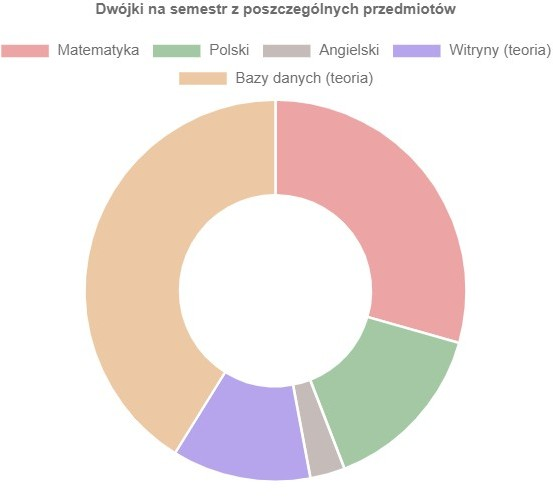 Dwójki na semestr z poszczególnych przedmiotów
Matematyka Polski Angielski Witryny (teoria)
Bazy danych (teoria)